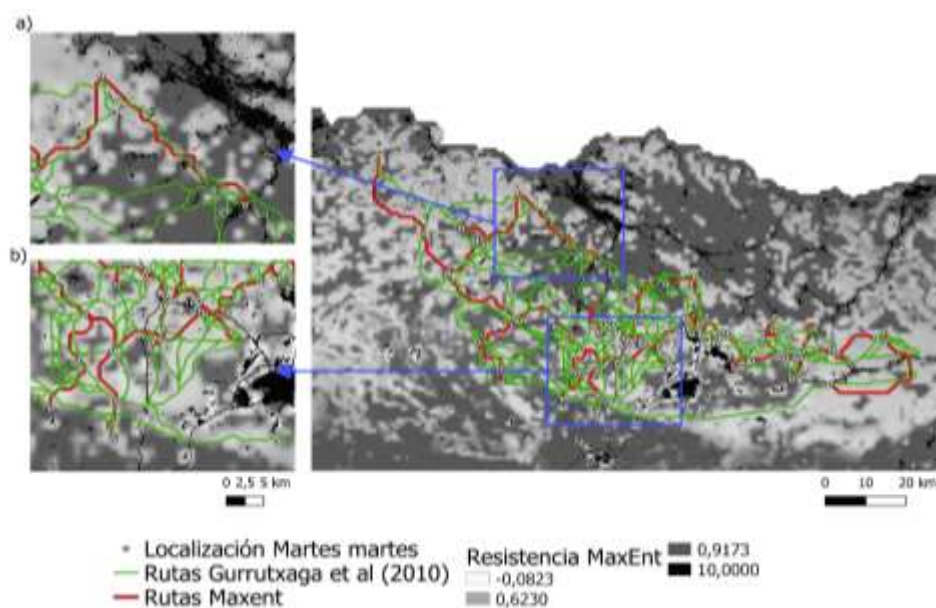 a)
b)
0 2,5 5 km
0 10 20 km
Localización Martes martes
Rutas Gurrutxaga et al (2010)
Rutas Maxent
Resistencia MaxEnt
-0,0823
0,6230
0,9173
10,0000